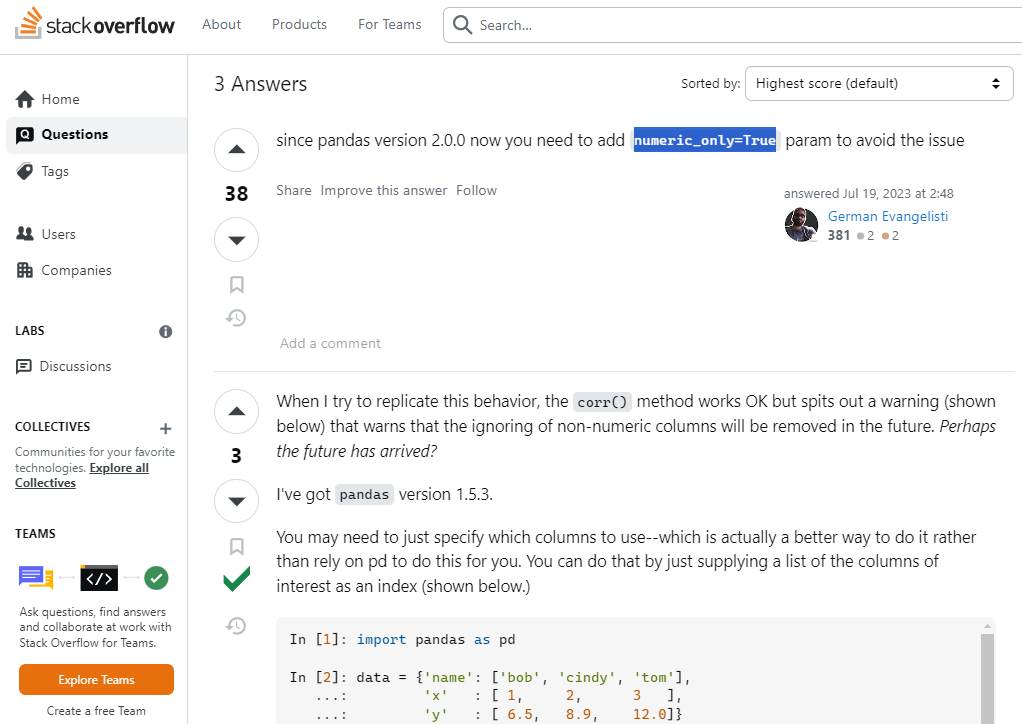 stackoverflow
About
Products
For Teams
Search...
Home
Questions
Tags
Users
Companies
LABS
Discussions
COLLECTIVES
Communities for your favorite
technologies. Explore all
Collectives
TEAMS
Ask questions, find answers
and collaborate at work with
Stack Overflow for Teams.
Explore Teams
Create a free Team
3 Answers
Sorted by:
Highest score (default)
38
since pandas version 2.0.0 now you need to add numeric_only=True param to avoid the issue
Share Improve this answer Follow
answered Jul 19, 2023 at 2:48
German Evangelisti
381 2 2
Add a comment
3
When I try to replicate this behavior, the corr() method works OK but spits out a warning (shown
below) that warns that the ignoring of non-numeric columns will be removed in the future. Perhaps
the future has arrived?
I've got pandas version 1.5.3.
You may need to just specify which columns to use--which is actually a better way to do it rather
than rely on pd to do this for you. You can do that by just supplying a list of the columns of
interest as an index (shown below.)
In [1]: import pandas as pd
In [2]: data = {'name': ['bob', 'cindy', 'tom'],
...: 'x' : [ 1, 2, 3 ],
...: 'y' : [ 6.5, 8.9, 12.0]}